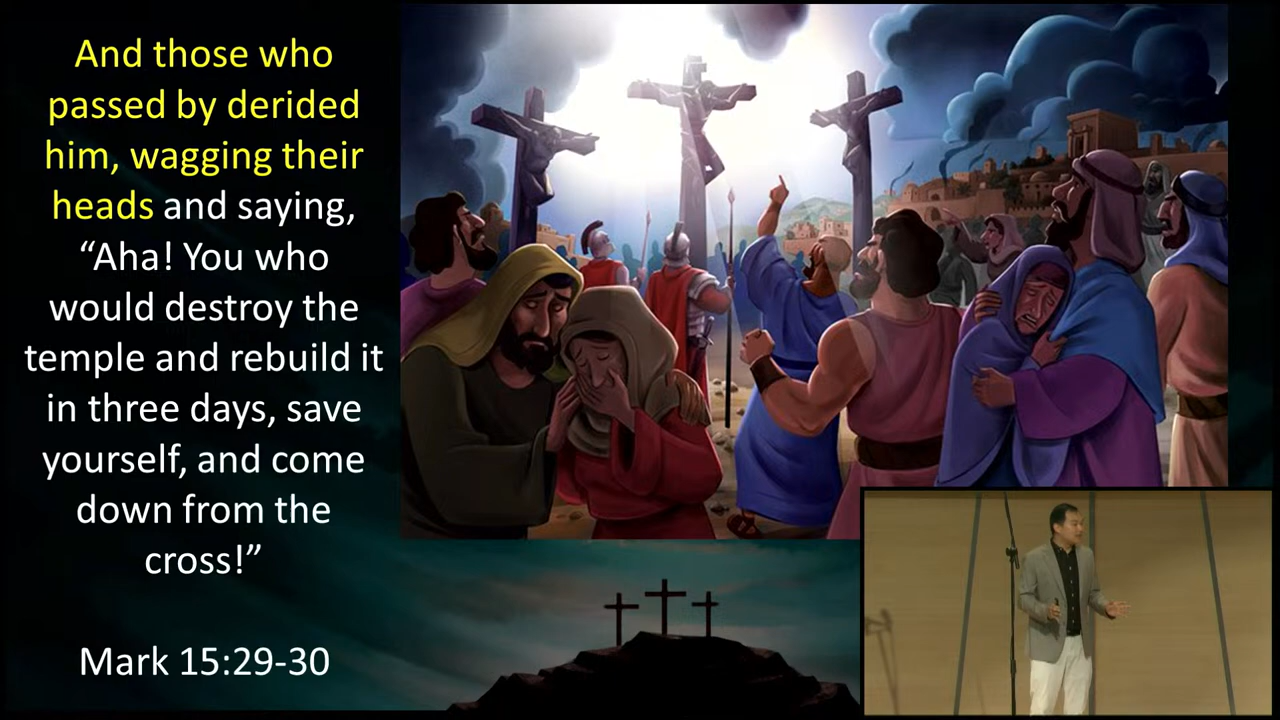 And those who
passed by derided
him, wagging their
heads and saying,
“Aha! You who
would destroy the
temple and rebuild it
in three days, save
yourself, and come
down from the
cross!”
Mark 15:29-30